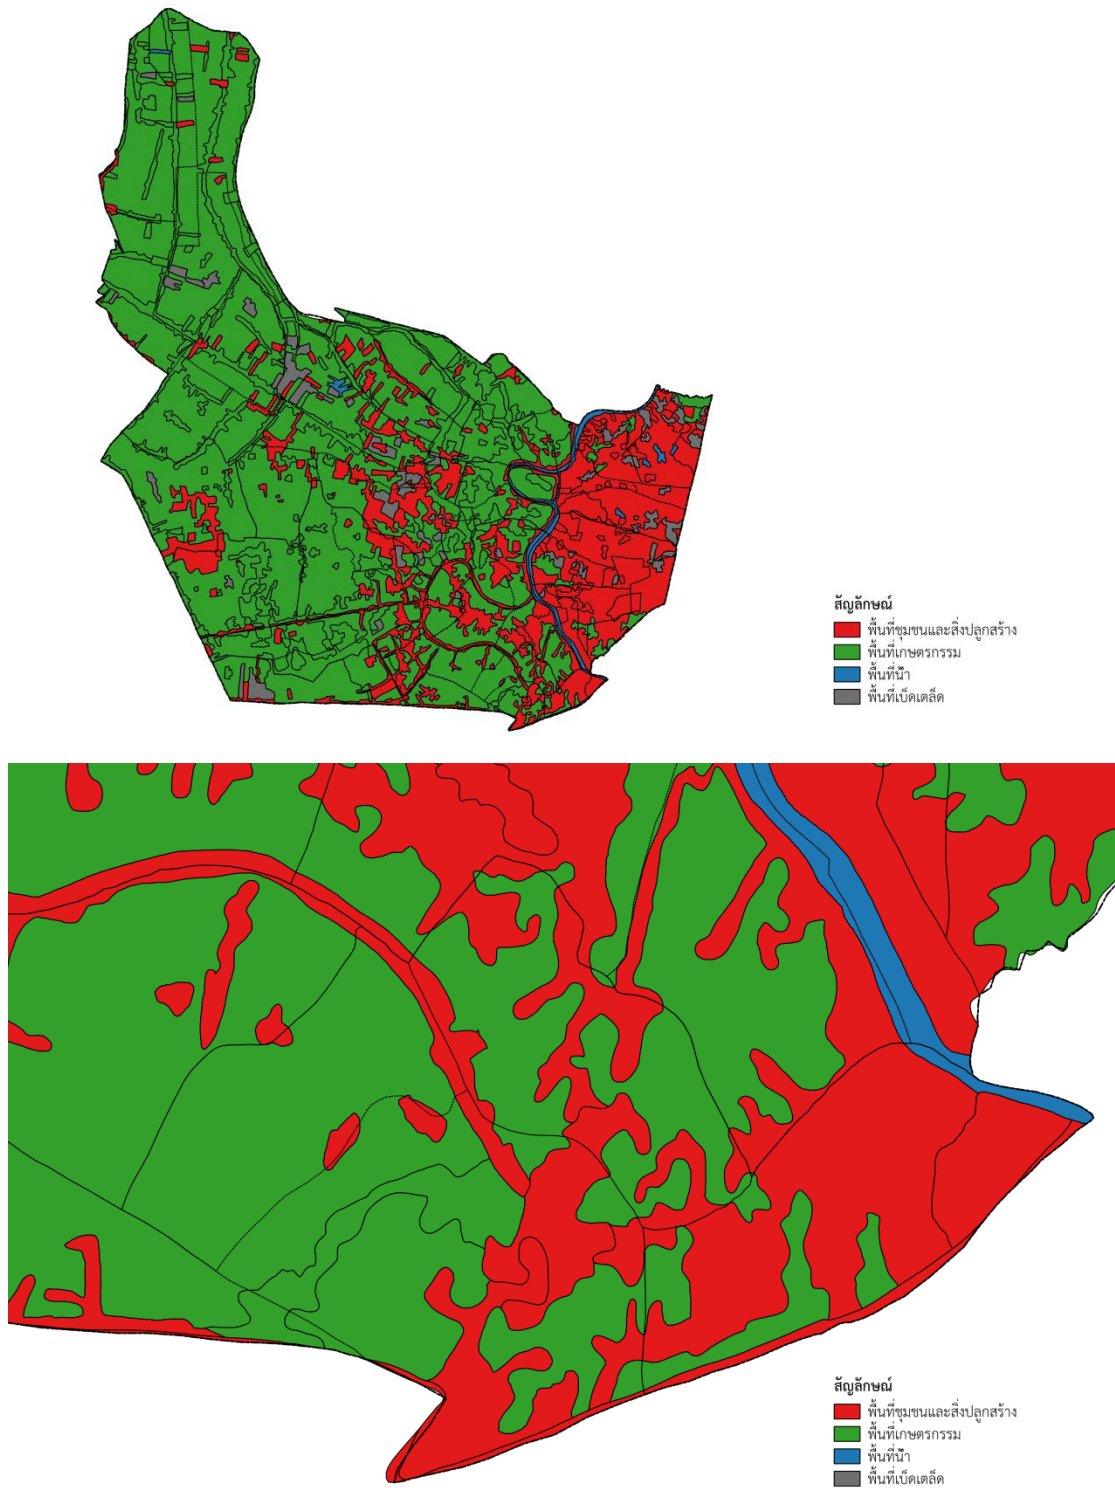 สัญลักษณ์
พื้นที่ชุมชนและสิ่งปลูกสร้าง
พื้นที่เกษตรกรรม
พื้นที่น้ำ
พื้นที่เบ็ดเตล็ด
สัญลักษณ์
พื้นที่ชุมชนและสิ่งปลูกสร้าง
พื้นที่เกษตรกรรม
พื้นที่น้ำ
พื้นที่เบ็ดเตล็ด